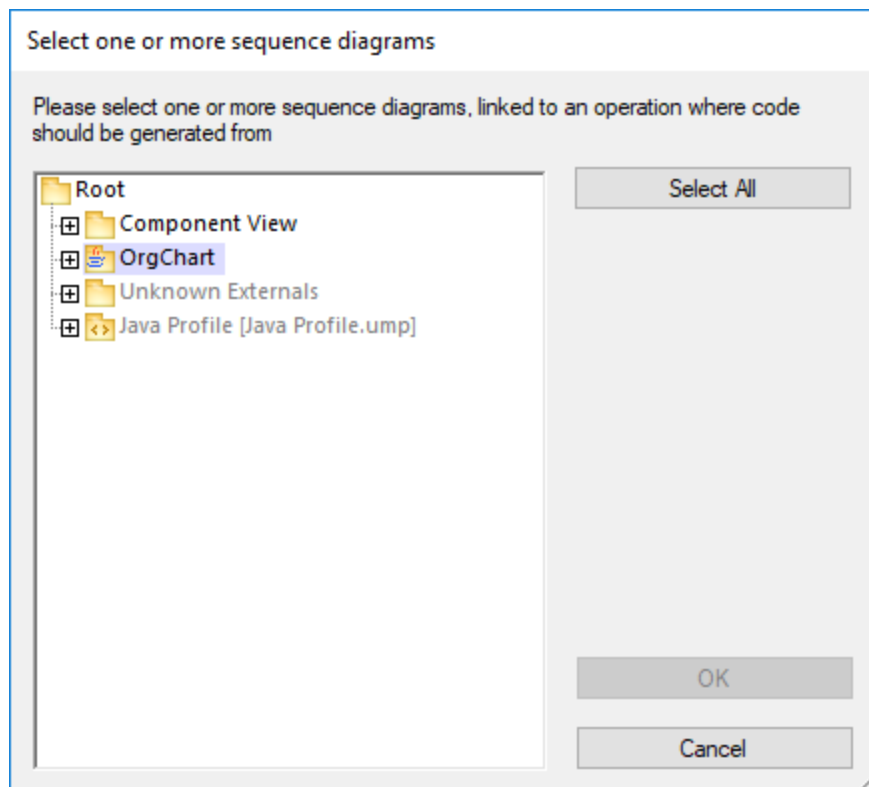 Select one or more sequence diagrams
Please select one or more sequence diagrams, linked to an operation where code
should be generated from
Root
Select All
Component View
OrgChart
Unknown Externals
Java Profile [Java Profile.ump]
OK
Cancel